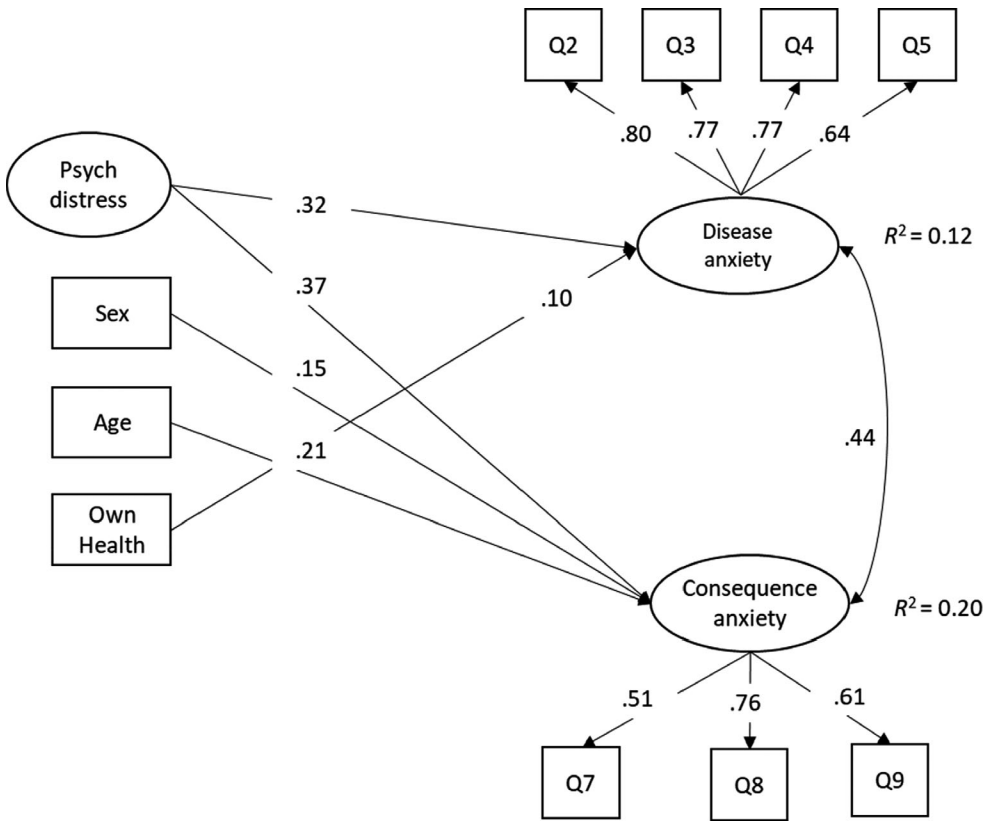 Q2
Q3
Q4
Q5
.80
.77
.77
.64
Psych
distress
.32
Disease
anxiety
R² = 0.12
.37
.10
Sex
.15
Age
.21
.44
Own
Health
Consequence
anxiety
R² = 0.20
.51
.76
.61
Q7
Q8
Q9